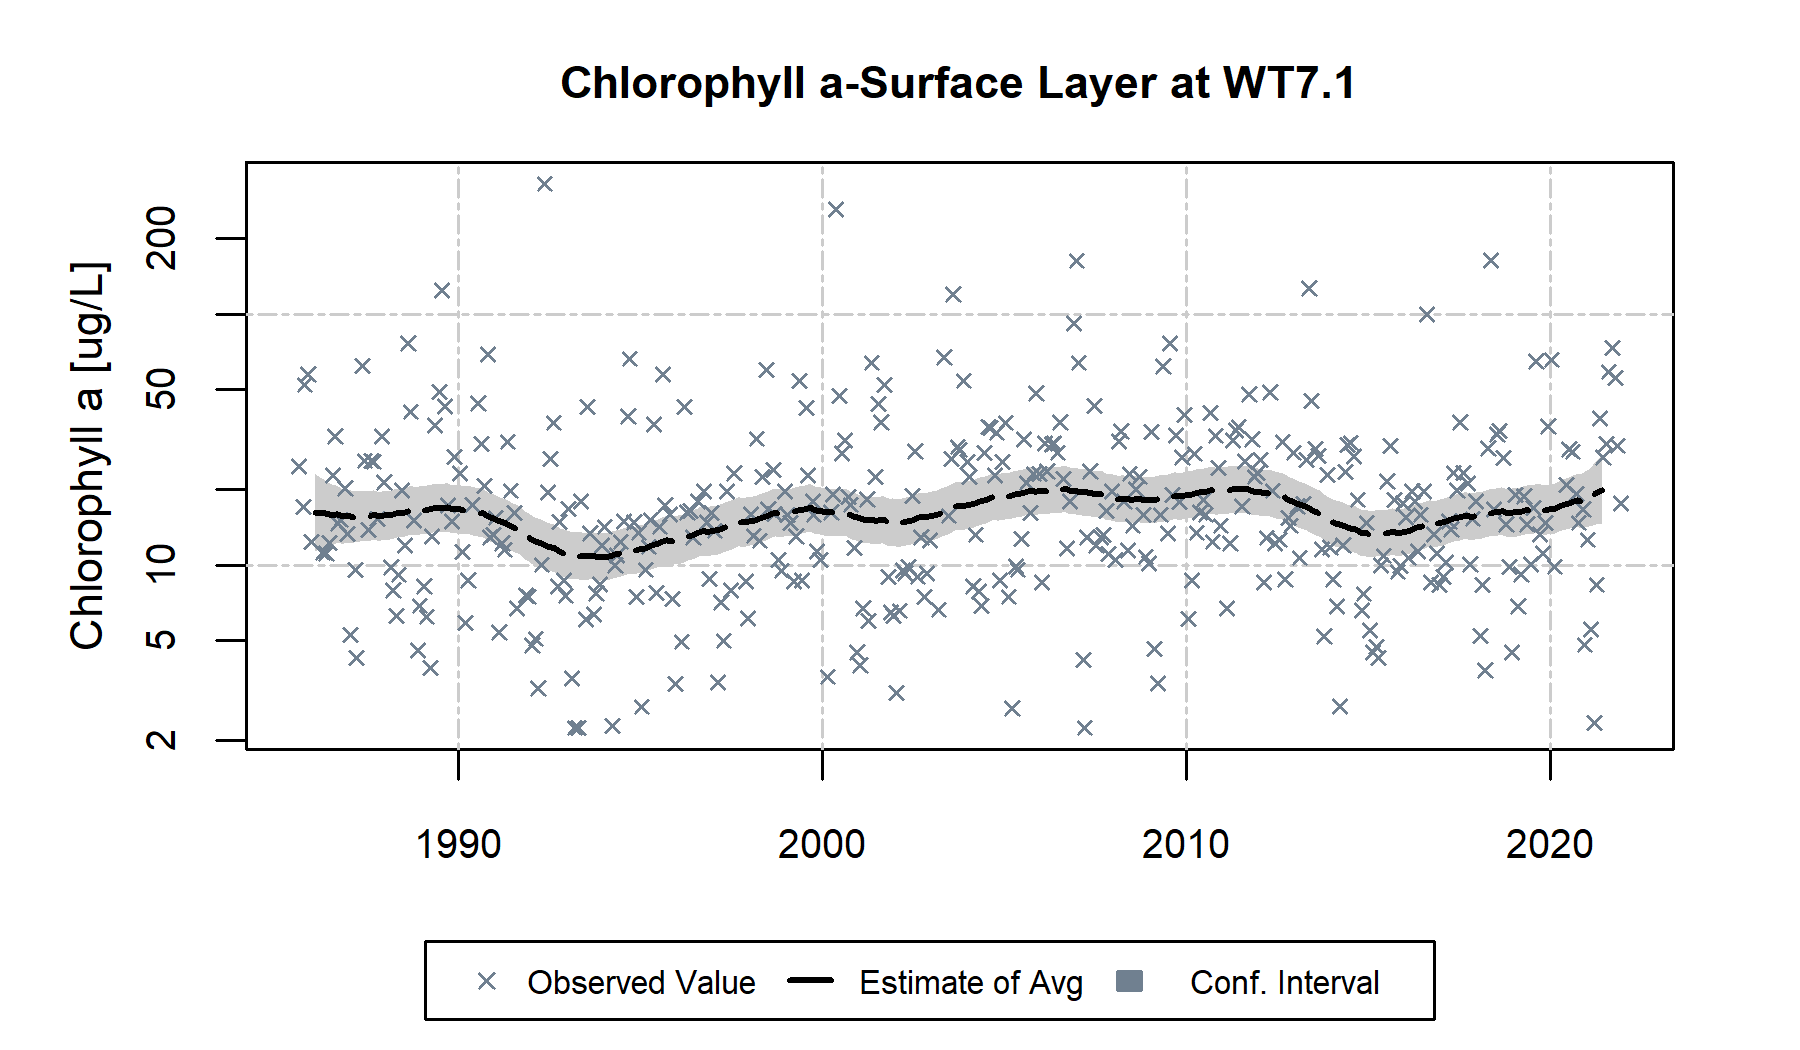 Chlorophyll a-Surface Layer at WT7.1
Chlorophyll a [ug/L]
200
50
10
5
2
1990 2000 2010 2020
Observed Value Estimate of Avg Conf. Interval